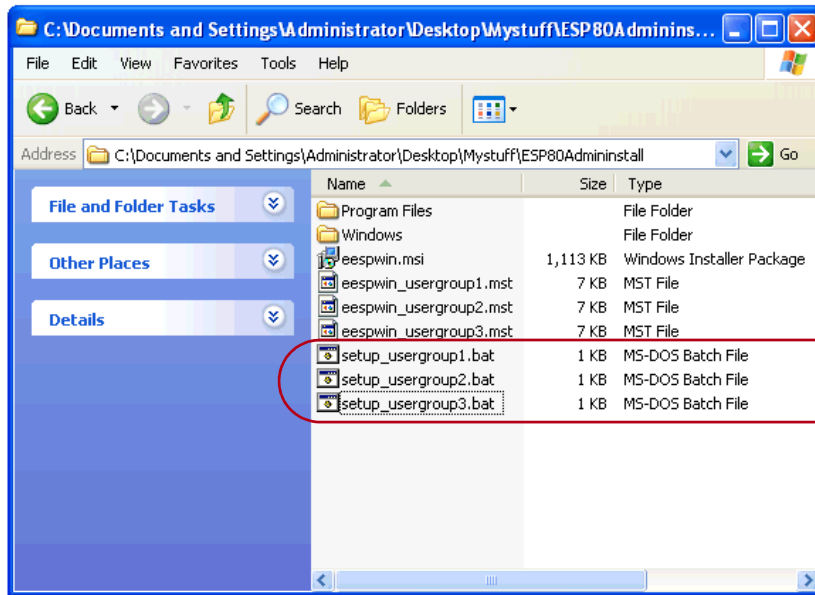 C:\Documents and Settings\Administrator\Desktop\Mystuff\ESP80Adminins...
File Edit View Favorites Tools Help
Back Search Folders
Address C:\Documents and Settings\Administrator\Desktop\Mystuff\ESP80Admininstall Go
Name Size Type
File and Folder Tasks
Other Places
Details
Program Files File Folder
Windows File Folder
eespwin.msi 1,113 KB Windows Installer Package
eespwin_usergroup1.mst 7 KB MST File
eespwin_usergroup2.mst 7 KB MST File
eespwin_usergroup3.mst 7 KB MST File
setup_usergroup1.bat 1 KB MS-DOS Batch File
setup_usergroup2.bat 1 KB MS-DOS Batch File
setup_usergroup3.bat 1 KB MS-DOS Batch File